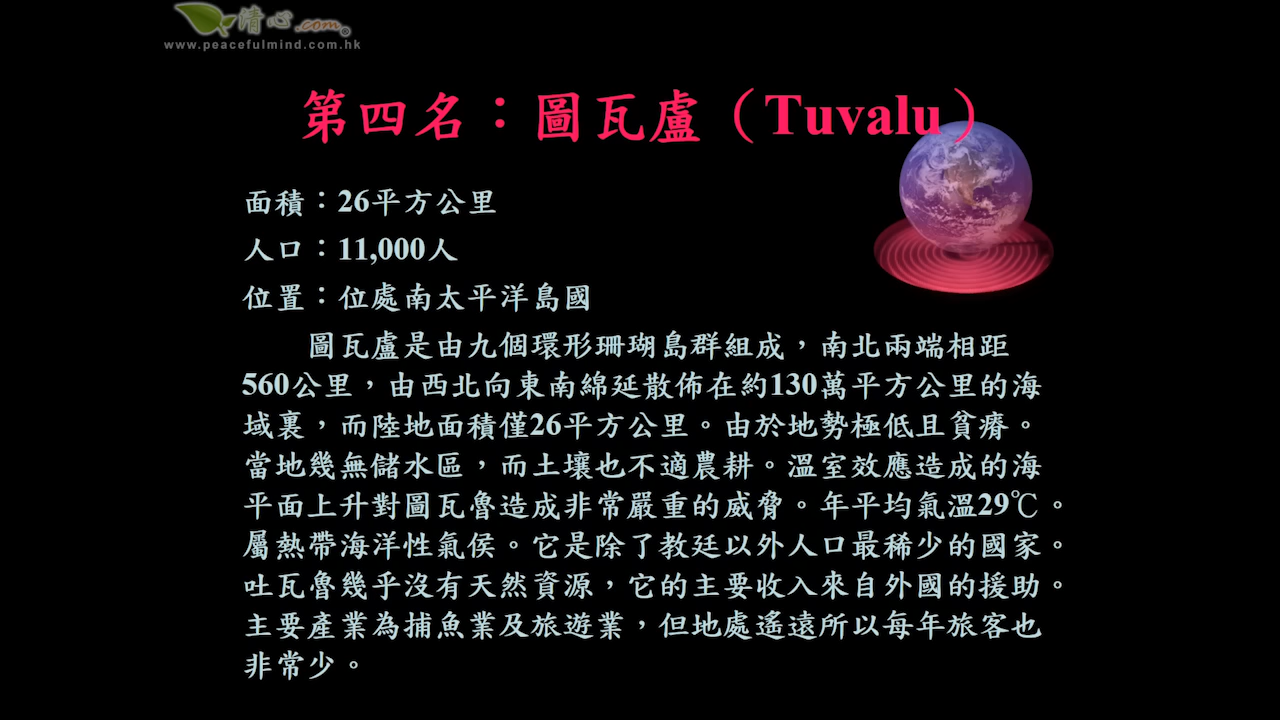 清心.com®
www.peacefulmind.com.hk
第四名：圖瓦盧（Tuvalu）
面積：26平方公里
人口：11,000人
位置：位處南太平洋島國
圖瓦盧是由九個環形珊瑚島群組成，南北兩端相距
560公里，由西北向東南綿延散佈在約130萬平方公里的海
域裏，而陸地面積僅26平方公里。由於地勢極低且貧瘠。
當地幾無儲水區，而土壤也不適農耕。溫室效應造成的海
平面上升對圖瓦魯造成非常嚴重的威脅。年平均氣溫29℃。
屬熱帶海洋性氣侯。它是除了教廷以外人口最稀少的國家。
吐瓦魯幾乎沒有天然資源，它的主要收入來自外國的援助。
主要產業為捕魚業及旅遊業，但地處遙遠所以每年旅客也
非常少。